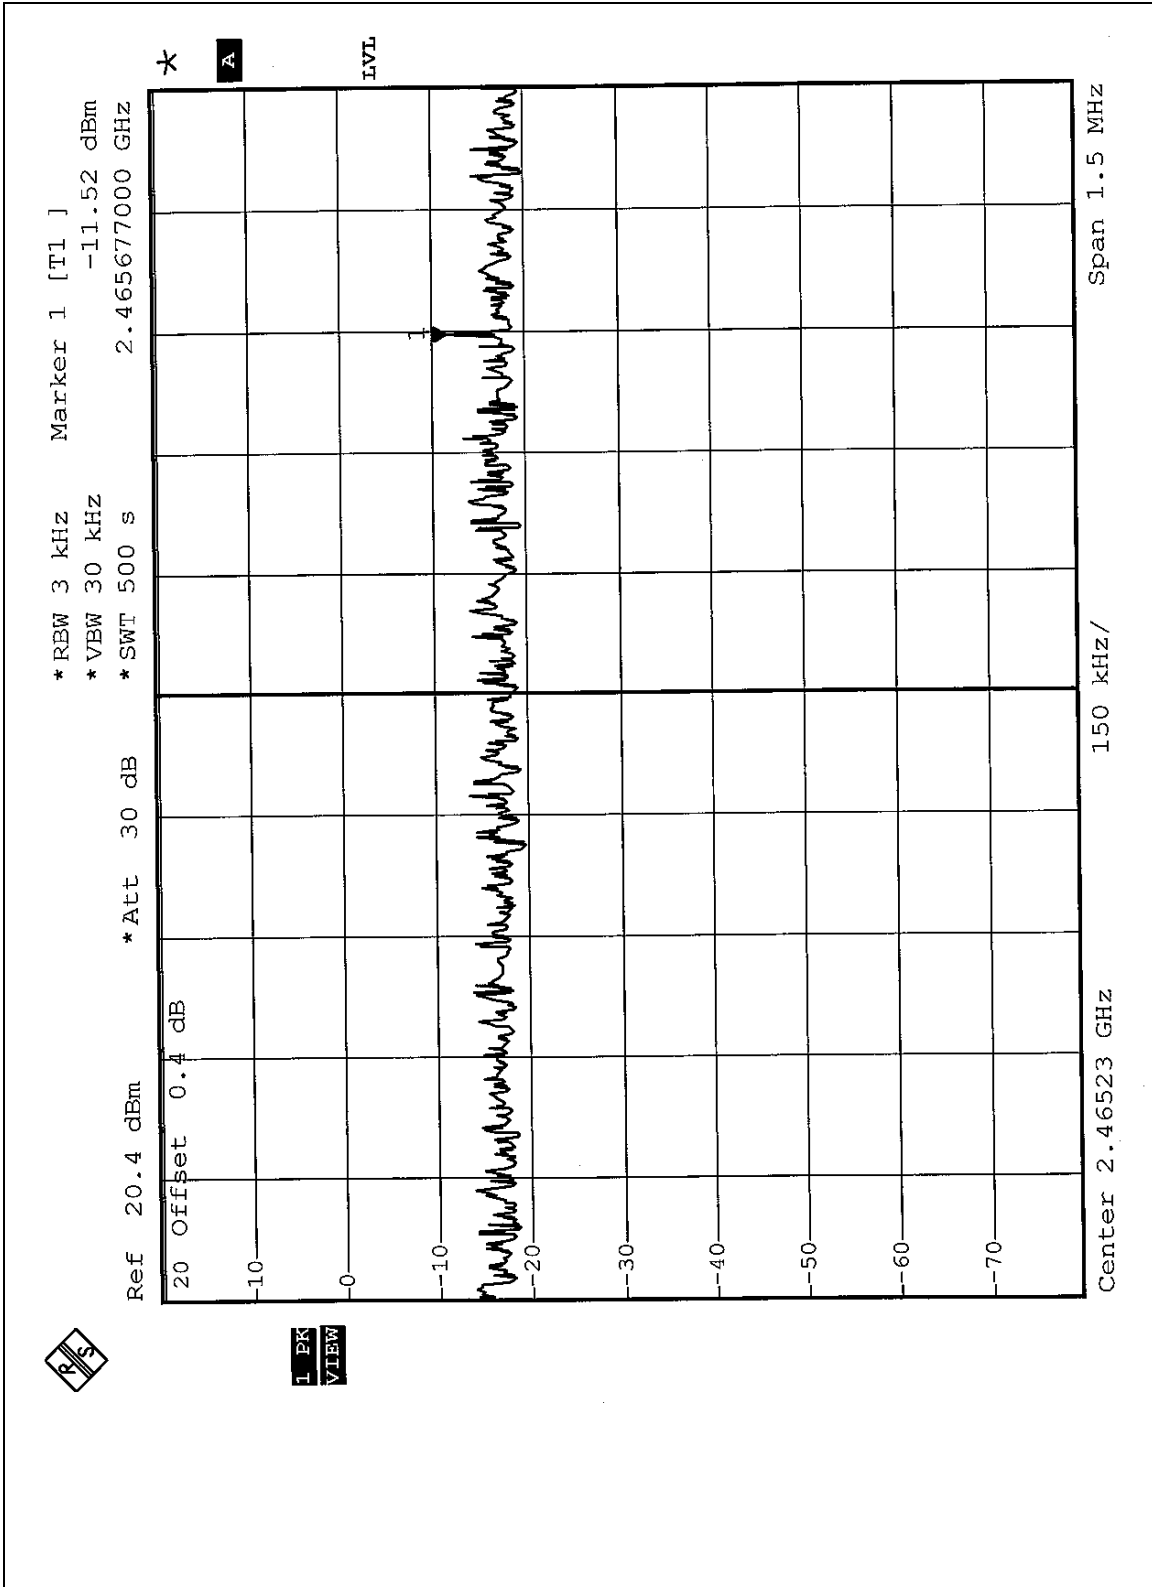 R S
*RBW 3 kHz Marker 1 [T1 ]
*VBW 30 kHz -11.52 dBm
Ref 20.4 dBm *Att 30 dB *SWT 500 s 2.465677000 GHz
*
20 Offset 0.4 dB
A
10
1 PK
VIEW
0
LVL
1
-10
-20
-30
-40
-50
-60
-70
Center 2.46523 GHz 150 kHz/ Span 1.5 MHz